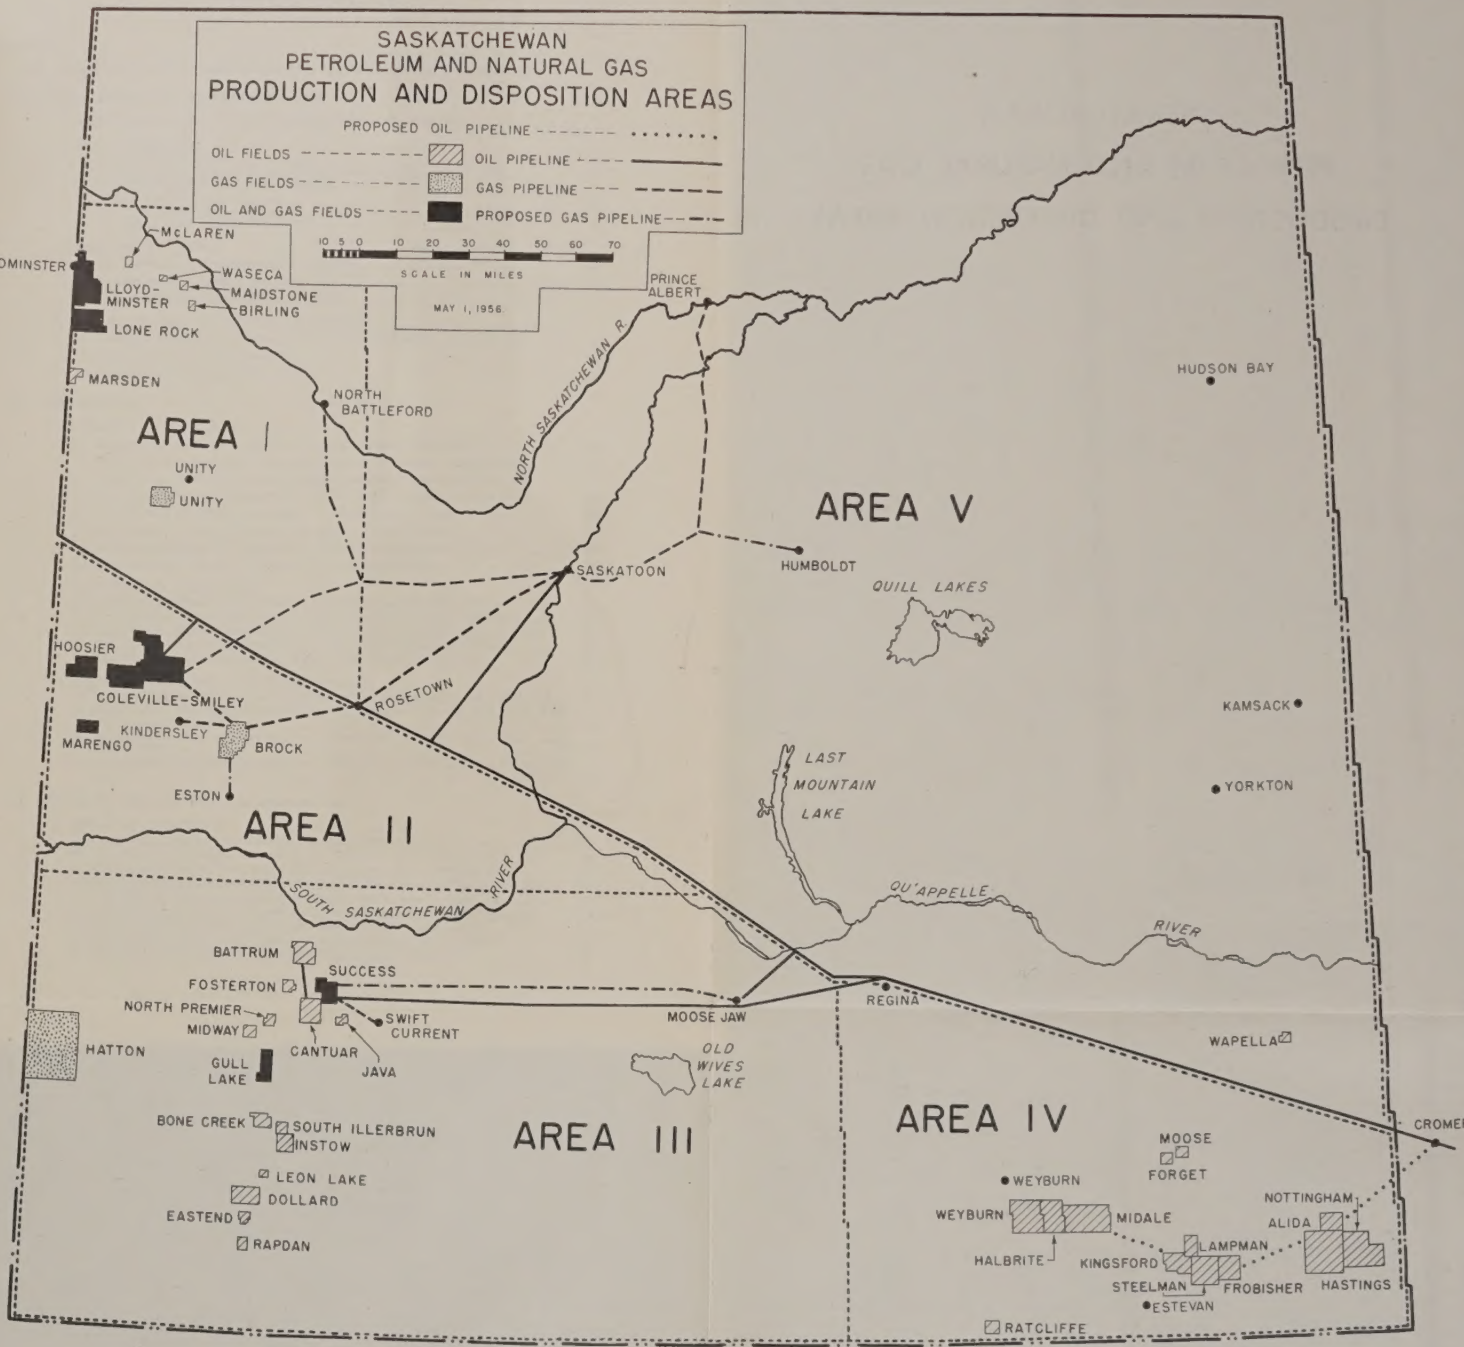 SASKATCHEWAN
PETROLEUM AND NATURAL GAS
PRODUCTION AND DISPOSITION AREAS
PROPOSED OIL PIPELINE
OIL FIELDS
OIL PIPELINE
GAS FIELDS
GAS PIPELINE
OIL AND GAS FIELDS
PROPOSED GAS PIPELINE
10 5 0 10 20 30 40 50 60 70
SCALE IN MILES
MAY 1, 1956
McLAREN
DMINSTER
WASECA
LLOYD-
MINSTER
MAIDSTONE
BIRLING
LONE ROCK
PRINCE
ALBERT
MARSDEN
HUDSON BAY
NORTH
BATTLEFORD
NORTH SASKATCHEWAN R.
AREA I
UNITY
UNITY
AREA V
SASKATOON
HUMBOLDT
QUILL LAKES
HOOSIER
COLEVILLE-SMILEY
ROSETOWN
KAMSACK
MARENGO
KINDERSLEY
BROCK
LAST
MOUNTAIN
LAKE
ESTON
YORKTON
AREA II
SOUTH SASKATCHEWAN RIVER
QU'APPELLE RIVER
BATTRUM
SUCCESS
FOSTERTON
NORTH PREMIER
MIDWAY
SWIFT
CURRENT
MOOSE JAW
REGINA
HATTON
CANTUAR
JAVA
GULL
LAKE
OLD
WIVES
LAKE
WAPELLA
BONE CREEK
SOUTH ILLERBRUN
INSTOW
AREA III
AREA IV
CROMER
MOOSE
FORGET
LEON LAKE
DOLLARD
EASTEND
RAPDAN
WEYBURN
WEYBURN
MIDALE
HALBRITE
NOTTINGHAM
ALIDA
LAMPMAN
KINGSFORD
STEELMAN
FROBISHER
HASTINGS
ESTEVAN
RATCLIFFE